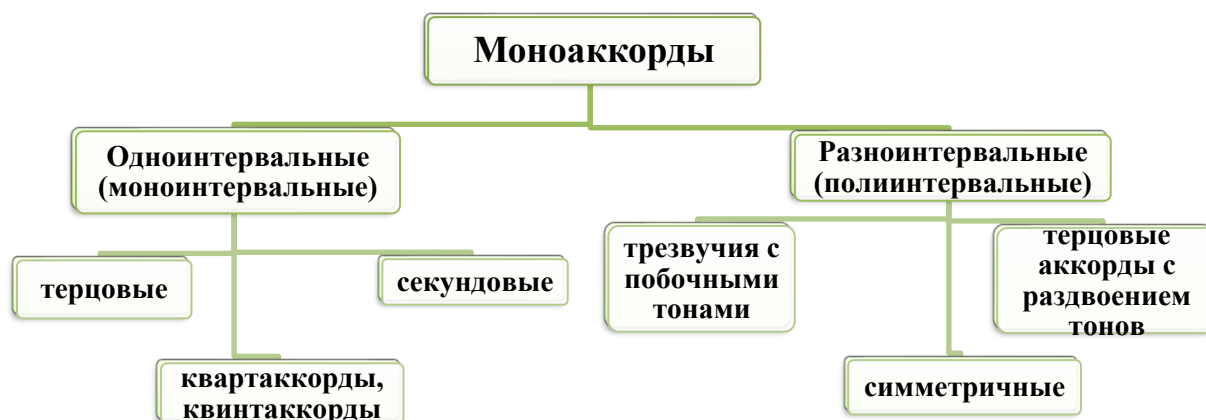 Моноаккорды
Одноинтервальные
(моноинтервальные)
Разноинтервальные
(полиинтервальные)
терцовые
секундовые
квартаккорды,
квинтаккорды
трезвучия с
побочными
тонами
терцовые
аккорды с
раздвоением
тонов
симметричные